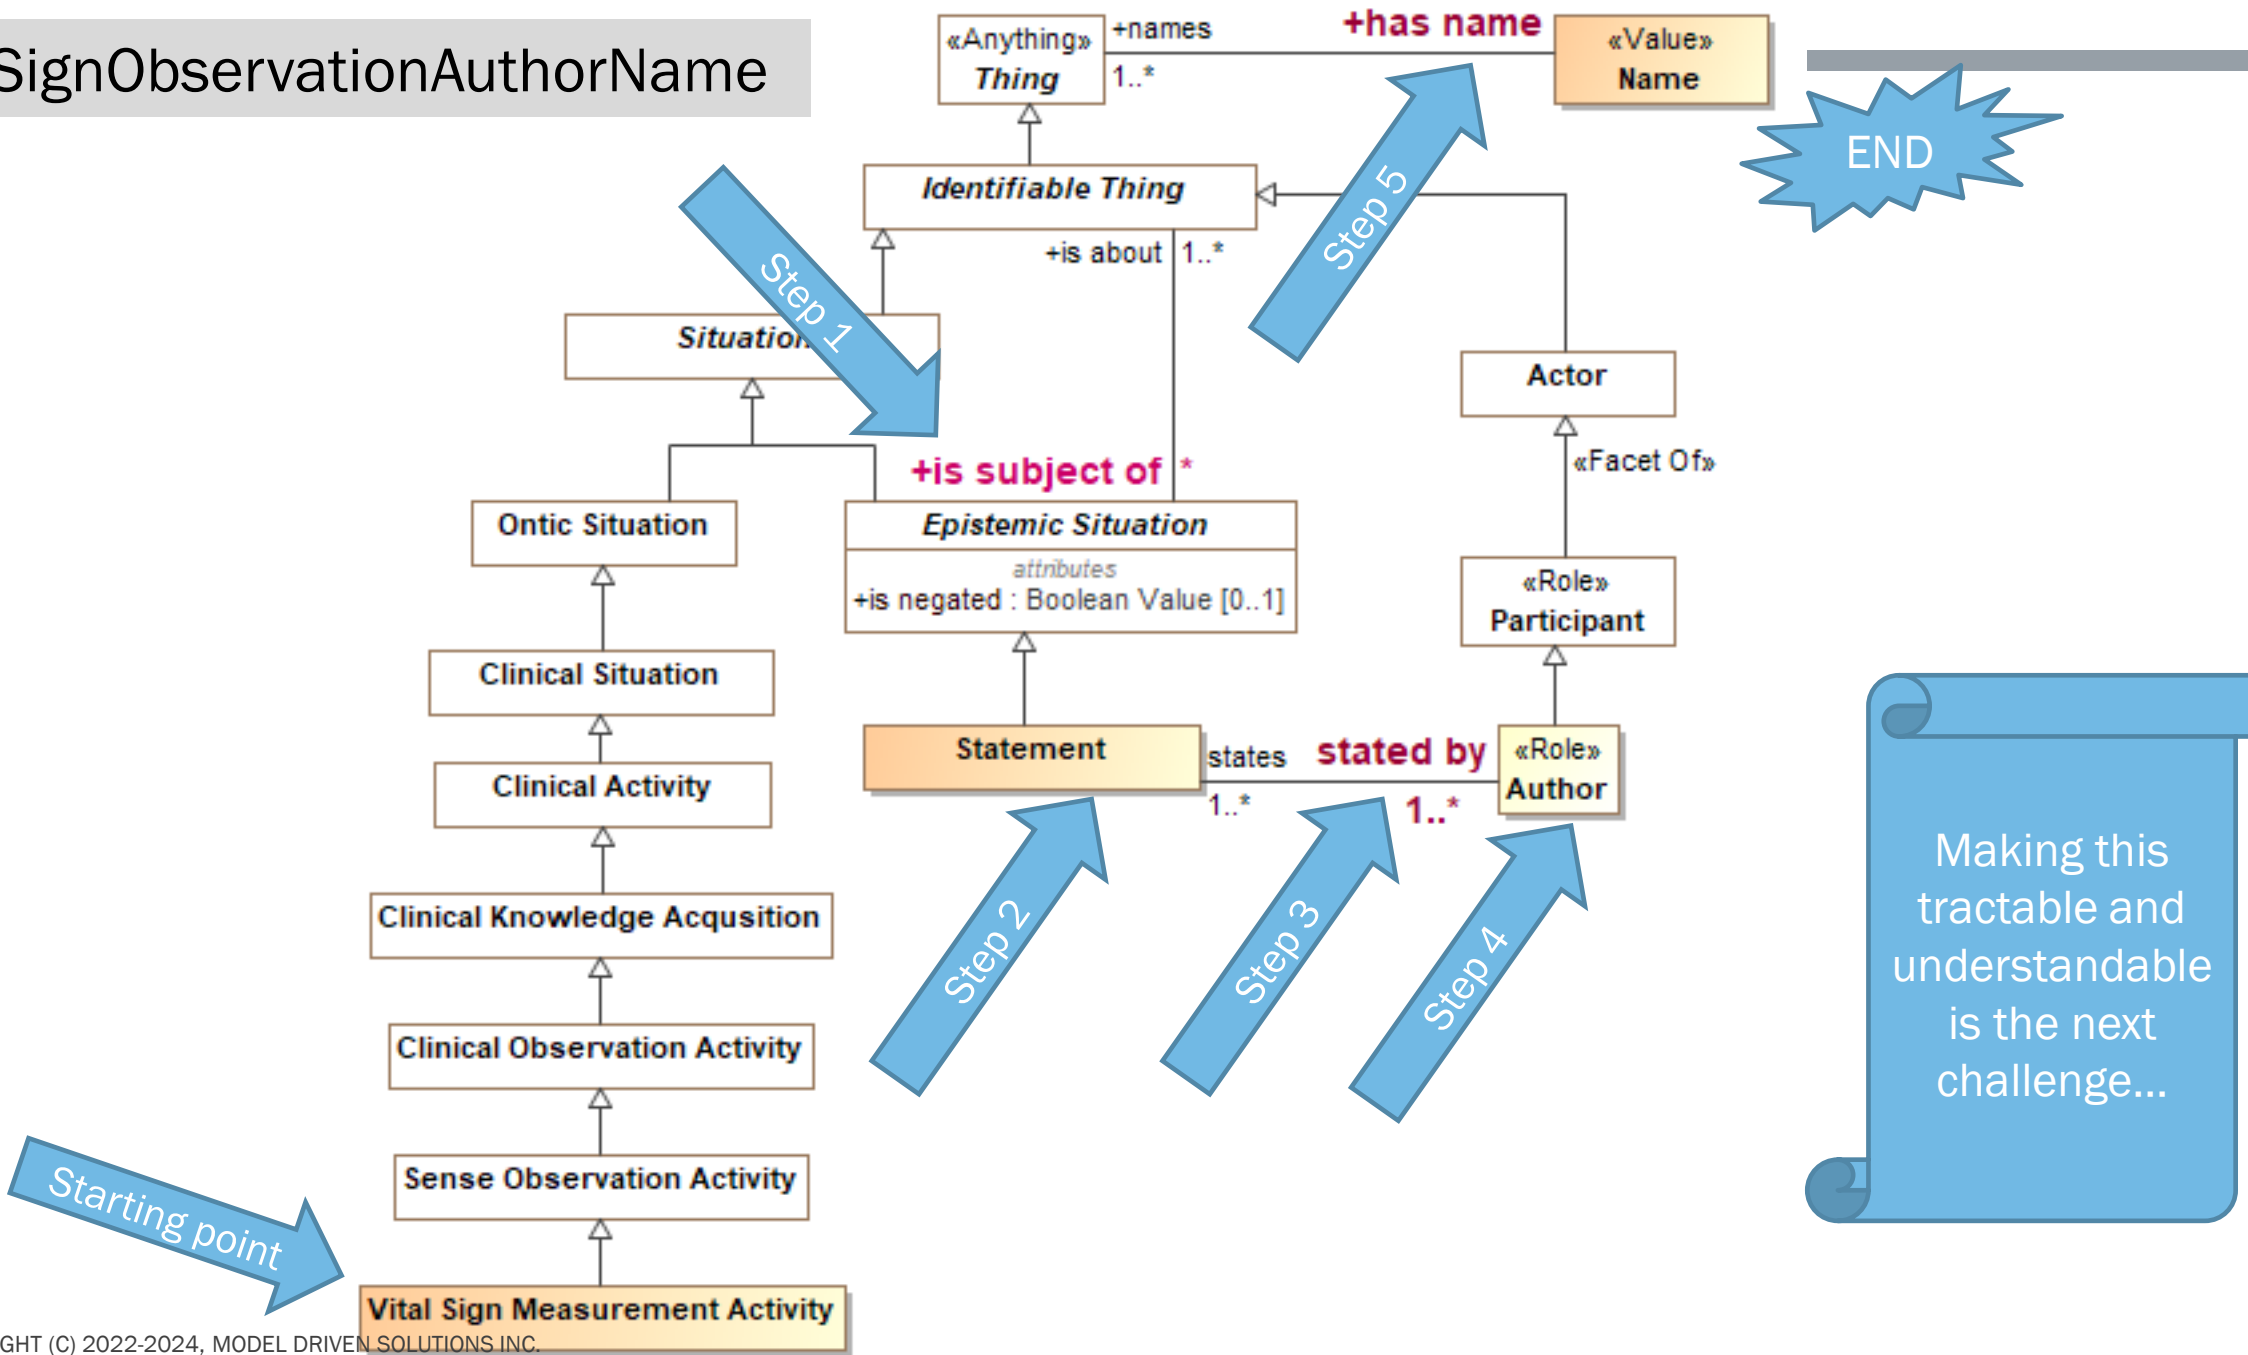 SignObservationAuthorName
«Anything»
Thing
+names
1..*
+has name
«Value»
Name
END
Identifiable Thing
+is about
1..*
Step 5
Step 1
Situation
Actor
«Facet Of»
+is subject of
*
Ontic Situation
Epistemic Situation
attributes
+is negated : Boolean Value [0..1]
«Role»
Participant
Clinical Situation
Statement
states
1..*
stated by
1..*
«Role»
Author
Clinical Activity
Step 2
Step 3
Step 4
Clinical Knowledge Acqusition
Clinical Observation Activity
Sense Observation Activity
Starting point
Vital Sign Measurement Activity
Making this
tractable and
understandable
is the next
challenge...
GHT (C) 2022-2024, MODEL DRIVEN SOLUTIONS INC.